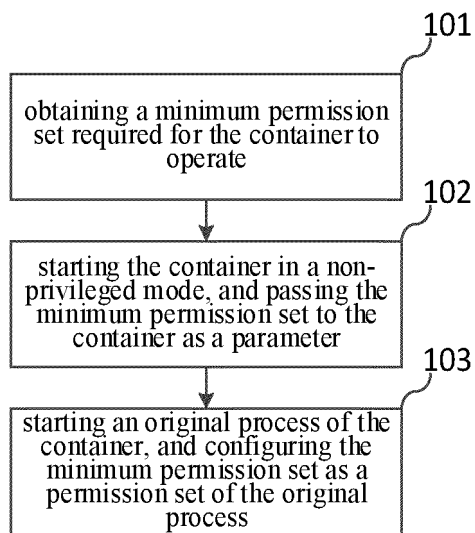 101
obtaining a minimum permission
set required for the container to
operate
102
starting the container in a non-
privileged mode, and passing the
minimum permission set to the
container as a parameter
103
starting an original process of the
container, and configuring the
minimum permission set as a
permission set of the original
process